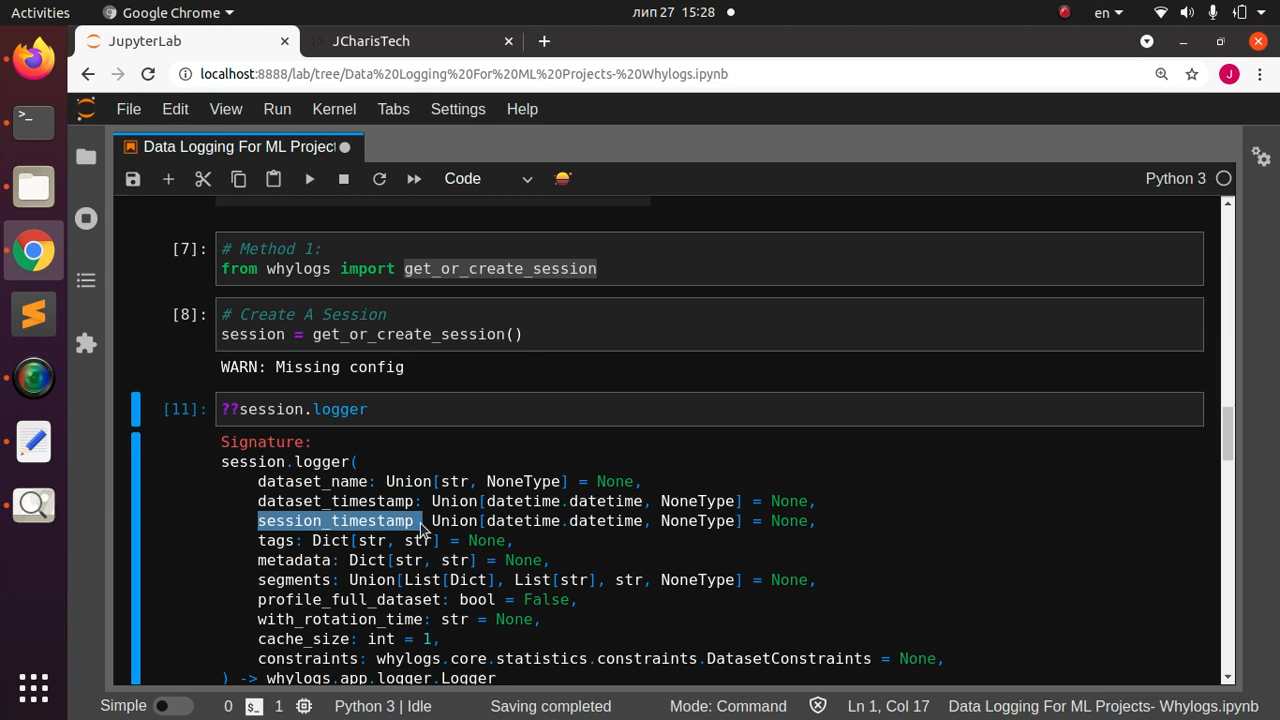 Activities
Google Chrome
лип 27 15:28
en
JupyterLab
JCharisTech
localhost:8888/lab/tree/Data%20Logging%20For%20ML%20Projects-%20Whylogs.ipynb
J
File Edit View Run Kernel Tabs Settings Help
Data Logging For ML Project
Code
Python 3
[7]: # Method 1:
from whylogs import get_or_create_session
[8]: # Create A Session
session = get_or_create_session()
WARN: Missing config
[11]: ??session.logger
Signature:
session.logger(
dataset_name: Union[str, NoneType] = None,
dataset_timestamp: Union[datetime.datetime, NoneType] = None,
session_timestamp: Union[datetime.datetime, NoneType] = None,
tags: Dict[str, str] = None,
metadata: Dict[str, str] = None,
segments: Union[List[Dict], List[str], str, NoneType] = None,
profile_full_dataset: bool = False,
with_rotation_time: str = None,
cache_size: int = 1,
constraints: whylogs.core.statistics.constraints.DatasetConstraints = None,
) -> whylogs.app.logger.Logger
Simple 0 1 Python 3 | Idle Saving completed Mode: Command Ln 1, Col 17 Data Logging For ML Projects- Whylogs.ipynb